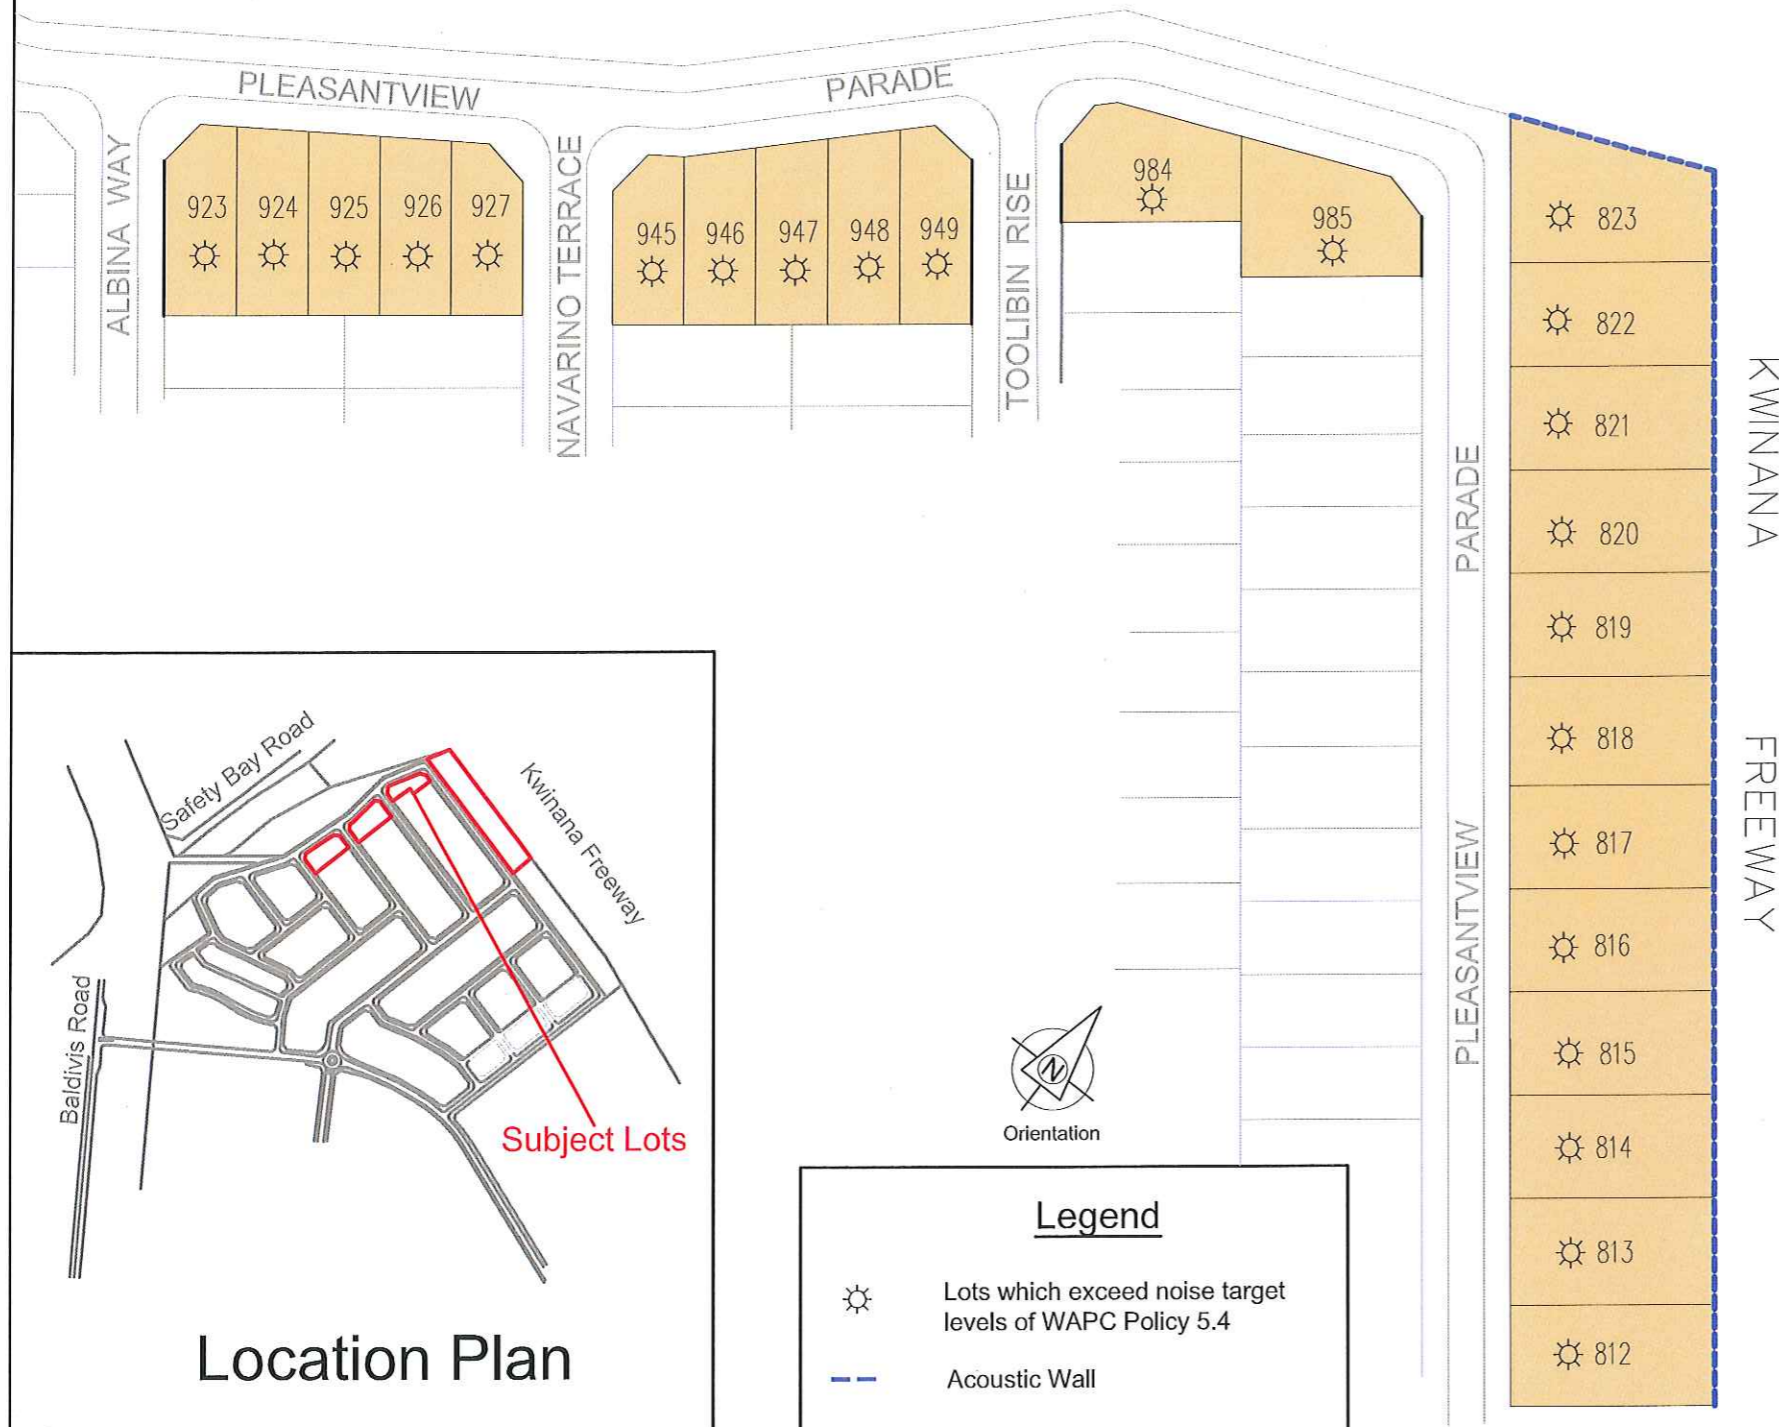 PLEASANTVIEW
PARADE
ALBINA WAY
NAVARINO TERRACE
TOOLIBIN RISE
923
924
925
926
927
945
946
947
948
949
984
985
823
822
821
820
819
818
817
816
815
814
813
812
PARADE
PLEASANTVIEW
KWINANA
FREEWAY
Safety Bay Road
Kwinana Freeway
Baldivis Road
Subject Lots
Location Plan
N
Orientation
Legend
Lots which exceed noise target
levels of WAPC Policy 5.4
Acoustic Wall